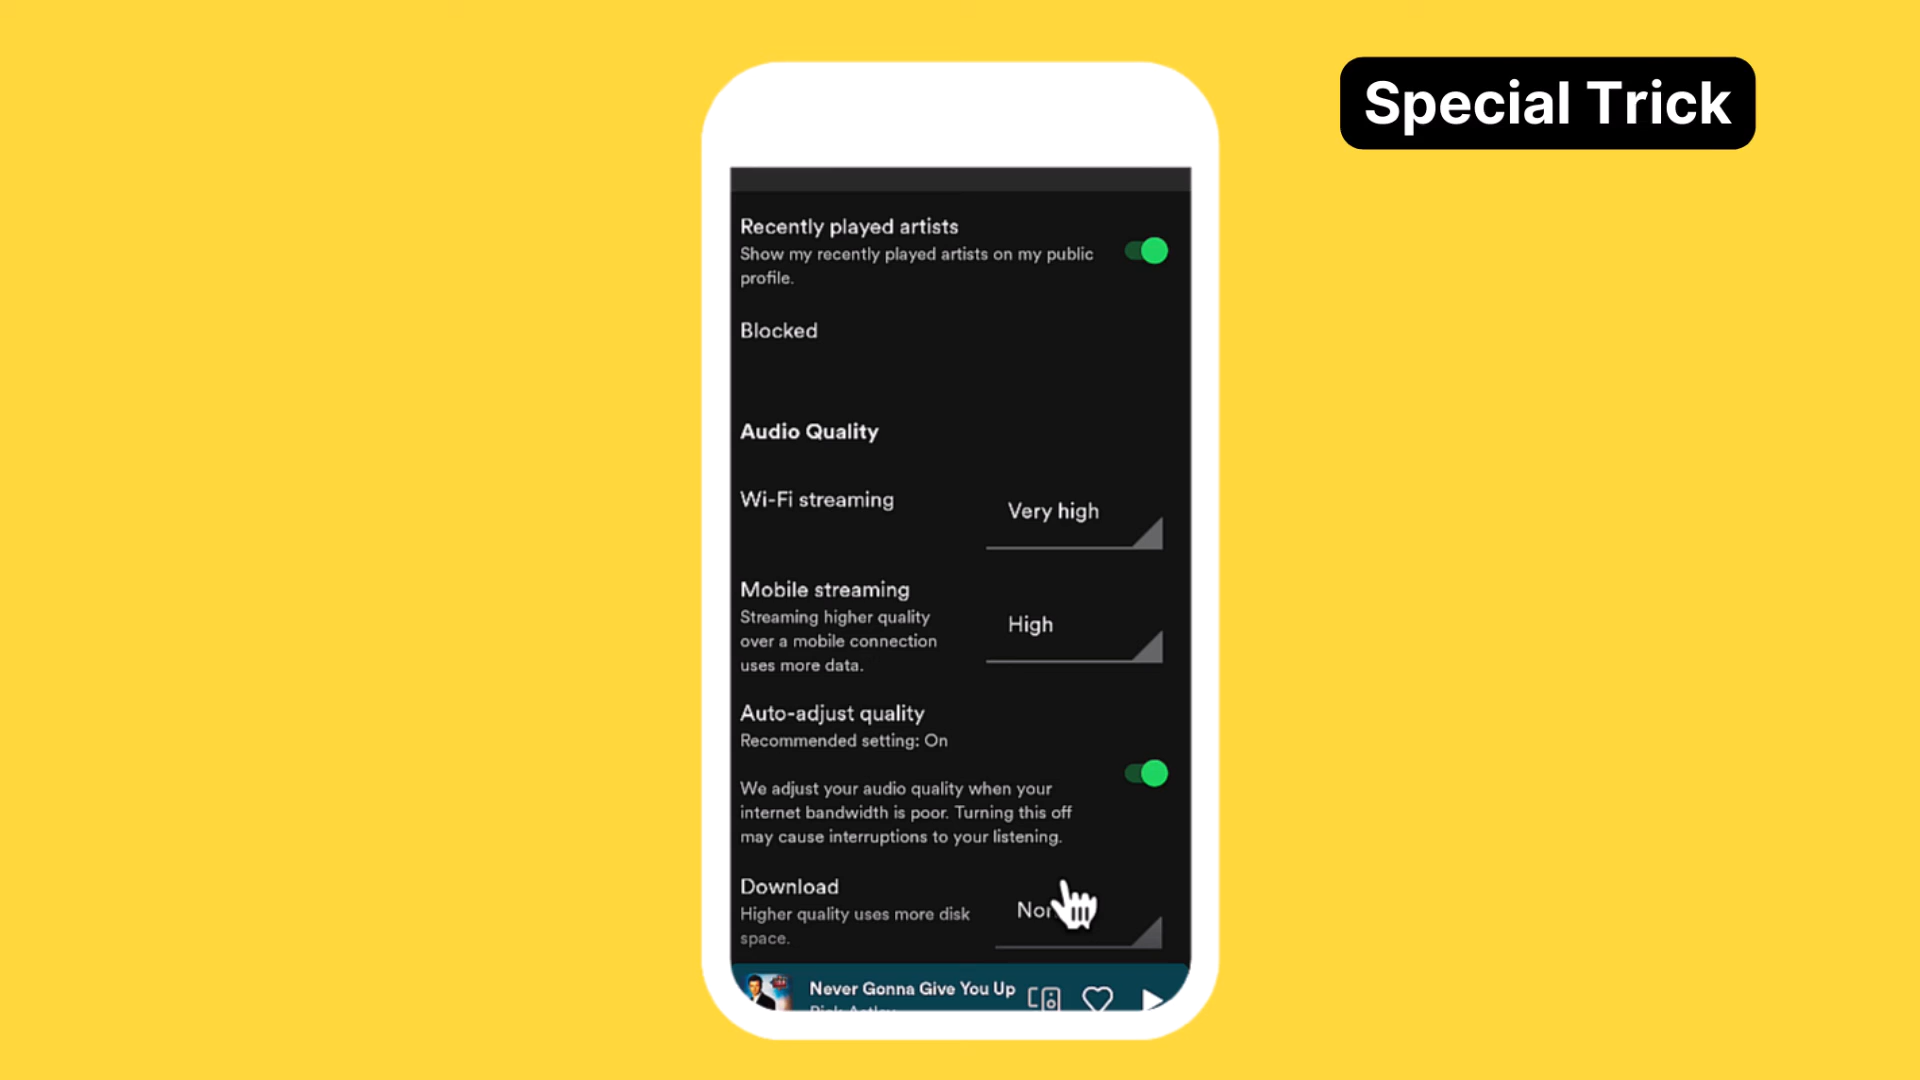 Special Trick
Recently played artists
Show my recently played artists on my public
profile.
Blocked
Audio Quality
Wi-Fi streaming
Very high
Mobile streaming
Streaming higher quality
over a mobile connection
uses more data.
High
Auto-adjust quality
Recommended setting: On
We adjust your audio quality when your
internet bandwidth is poor. Turning this off
may cause interruptions to your listening.
Download
Higher quality uses more disk
space.
Never Gonna Give You Up